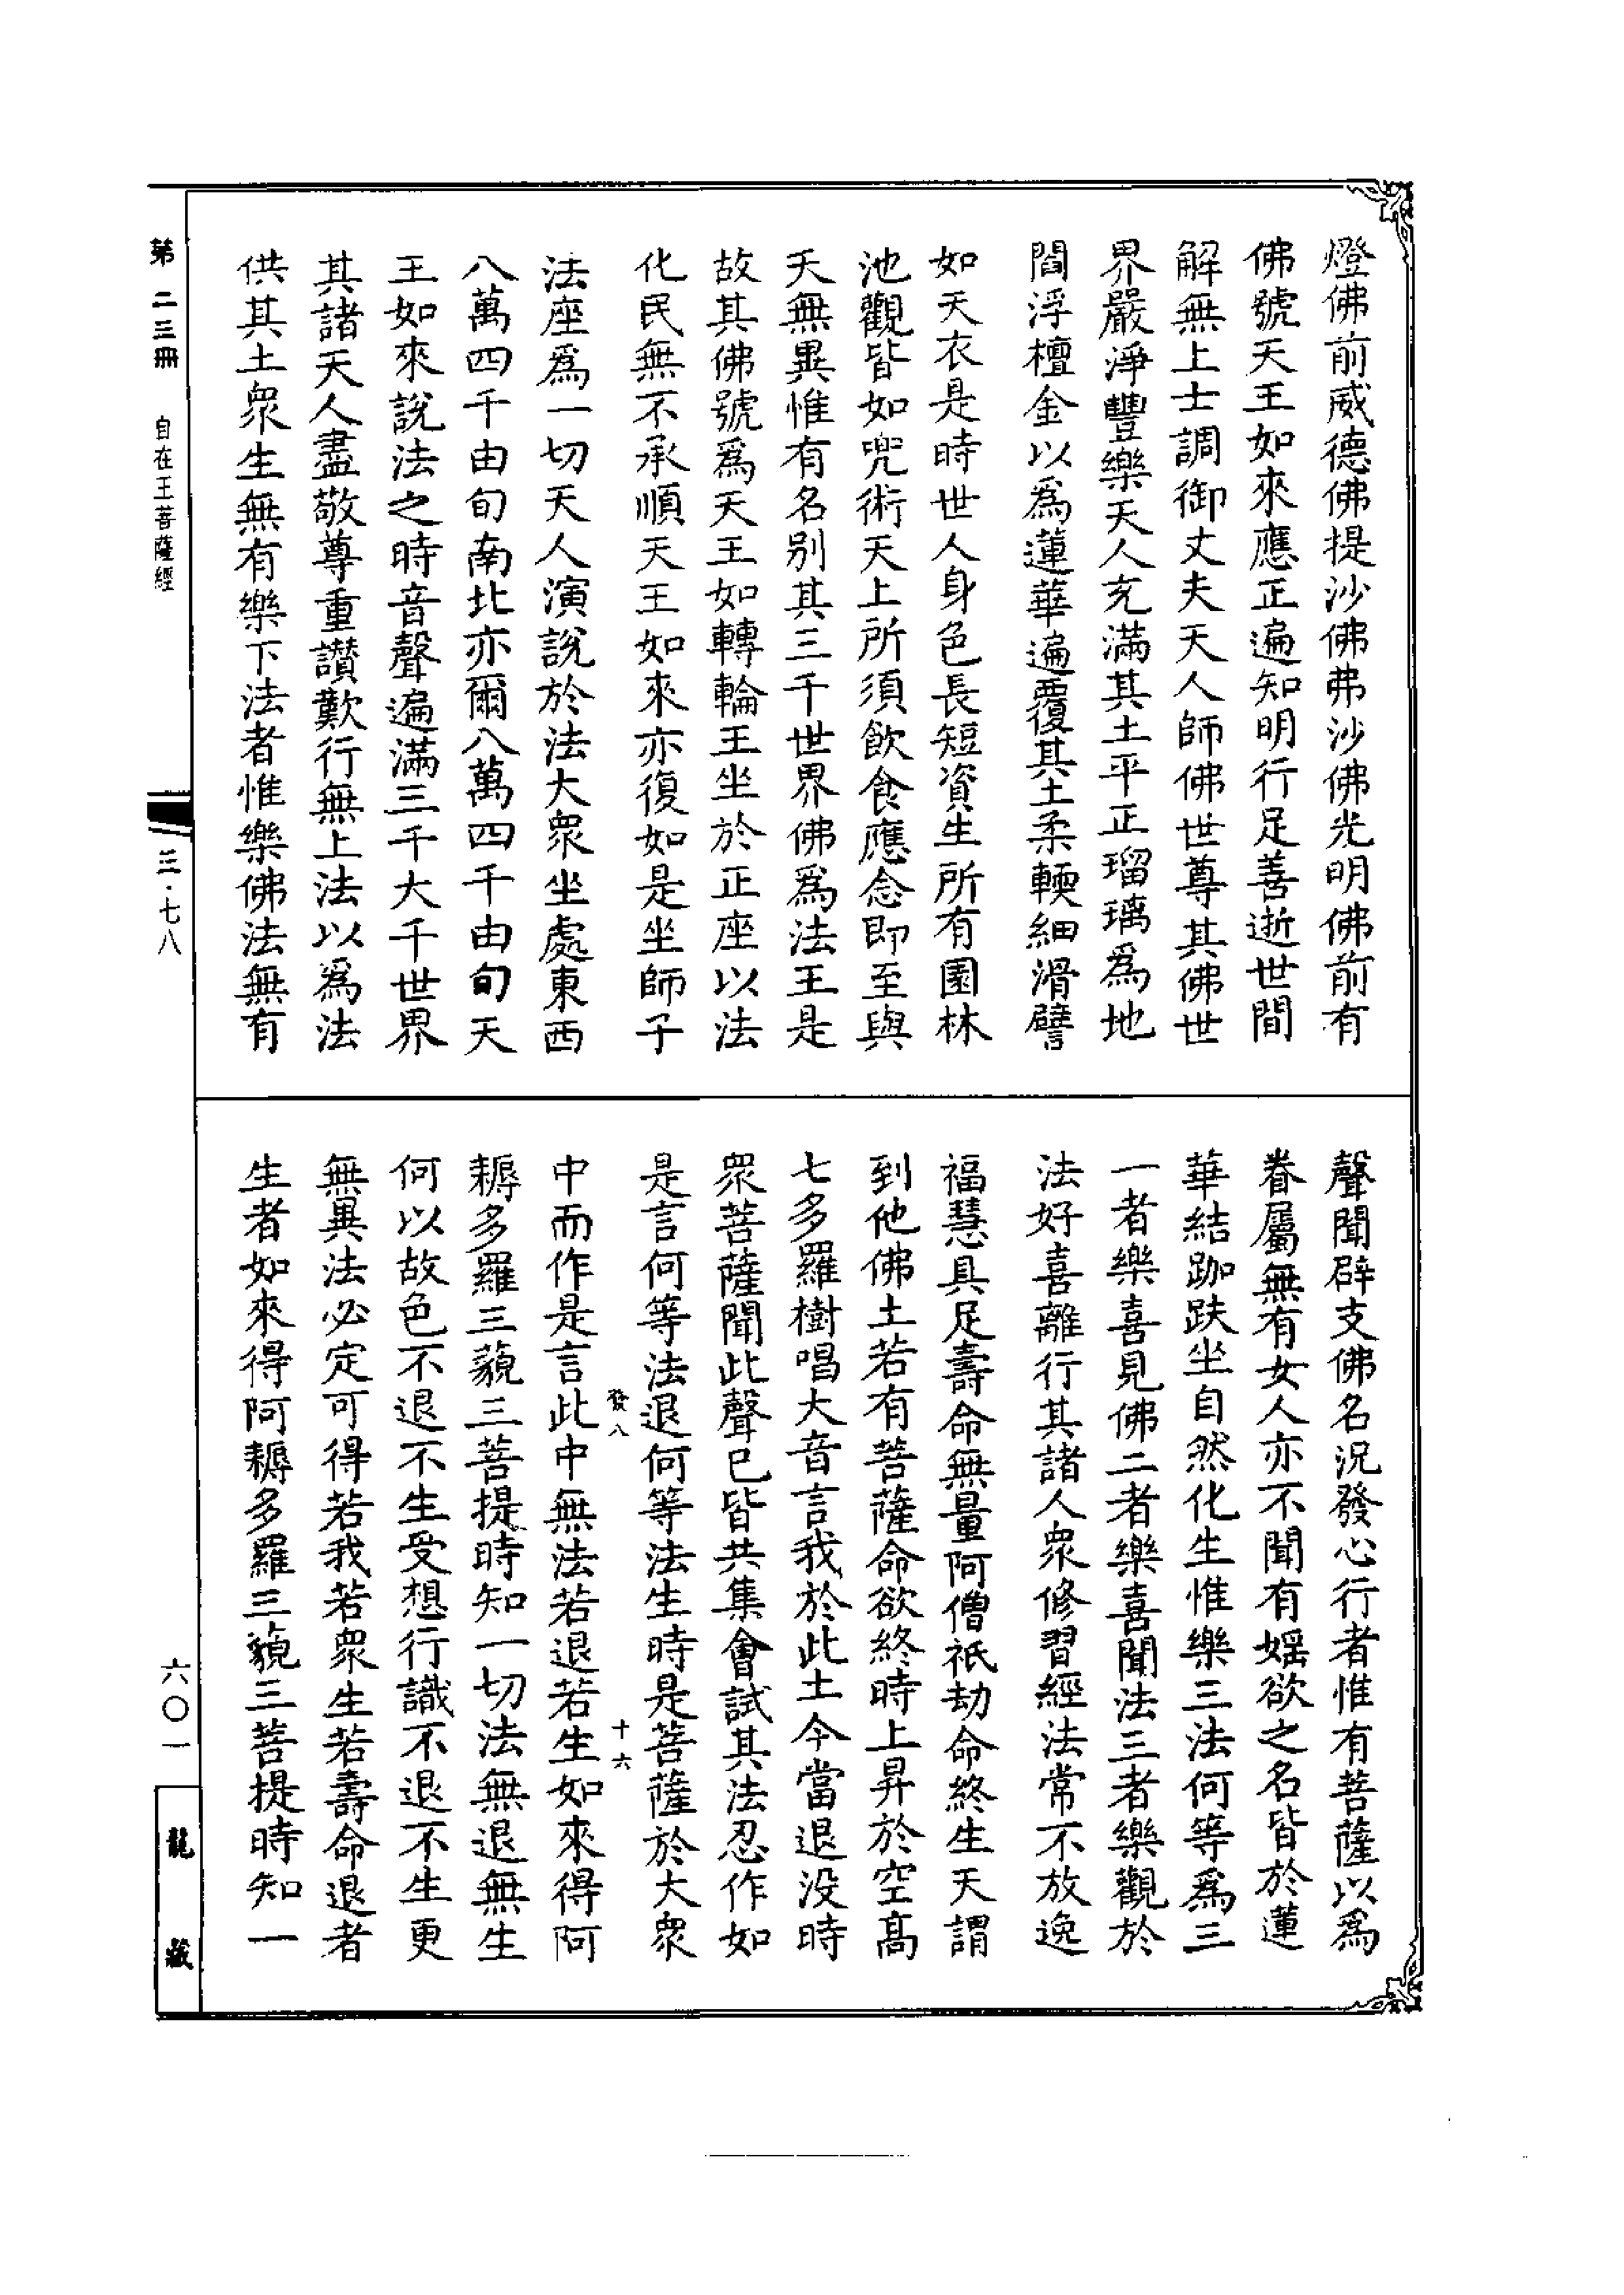 燈佛前威德佛提沙佛弗沙佛光明佛前有
佛號天王如來應正遍知明行足善逝世間
解無上士調御丈夫天人師佛世尊其佛世
界嚴淨豐樂天人充滿其土平正瑠璃爲地
閻浮檀金以爲蓮華遍覆其土柔輭細滑譬
如天衣是時世人身色長短資生所有園林
池觀皆如兜術天上所須飲食應念即至與
天無異惟有名別其三千世界佛爲法王是
故其佛號爲天王如轉輪王坐於正座以法
化民無不承順天王如來亦復如是坐師子
法座爲一切天人演說於法大衆坐處東西
八萬四千由旬南北亦爾八萬四千由旬天
王如來說法之時音聲遍滿三千大千世界
其諸天人盡敬尊重讚歎行無上法以爲法
供其土衆生無有樂下法者惟樂佛法無有
聲聞辟支佛名況發心行者惟有菩薩以爲
眷屬無有女人亦不聞有婬欲之名皆於蓮
華結跏趺坐自然化生惟樂三法何等爲三
一者樂喜見佛二者樂喜聞法三者樂觀於
法好喜離行其諸人衆修習經法常不放逸
福慧具足壽命無量阿僧祇劫命終生天謂
到他佛土若有菩薩命欲終時上昇於空高
七多羅樹唱大音言我於此土今當退没時
衆菩薩聞此聲已皆共集會試其法忍作如
是言何等法退何等法生時是菩薩於大衆
發八 十六
中而作是言此中無法若退若生如來得阿
耨多羅三藐三菩提時知一切法無退無生
何以故色不退不生受想行識不退不生更
無異法必定可得若我若衆生若壽命退者
生者如來得阿耨多羅三藐三菩提時知一
第二三冊 自在王菩薩經 三·七八 六〇一 龍藏